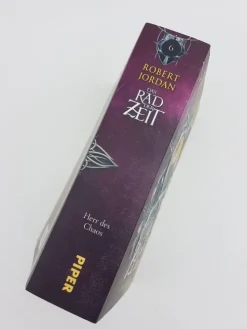 6
ROBERT
JORDAN
DAS
RAD
DER
ZEIT
Herr des
Chaos
PIPER